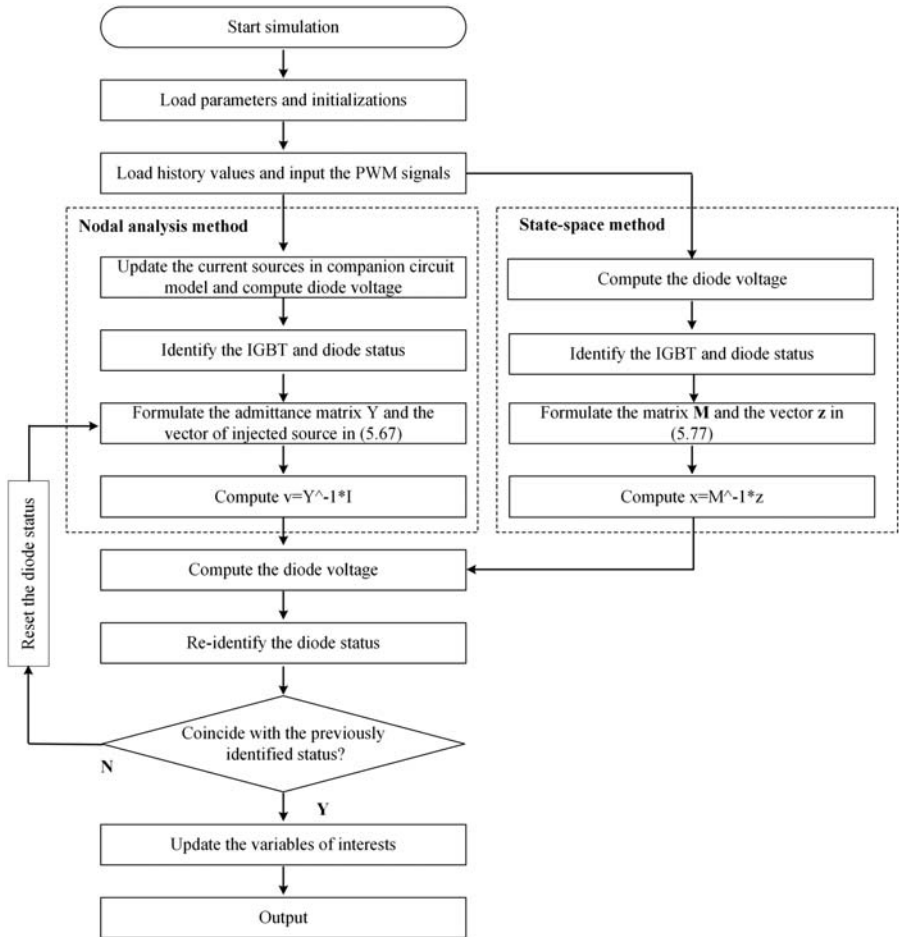 Start simulation
Load parameters and initializations
Load history values and input the PWM signals
Nodal analysis method
Update the current sources in companion circuit
model and compute diode voltage
Identify the IGBT and diode status
Formulate the admittance matrix Y and the
vector of injected source in (5.67)
Compute v=Y^-1*I
State-space method
Compute the diode voltage
Identify the IGBT and diode status
Formulate the matrix M and the vector z in
(5.77)
Compute x=M^-1*z
Compute the diode voltage
Re-identify the diode status
Reset the diode status
Coincide with the previously
identified status?
N
Y
Update the variables of interests
Output